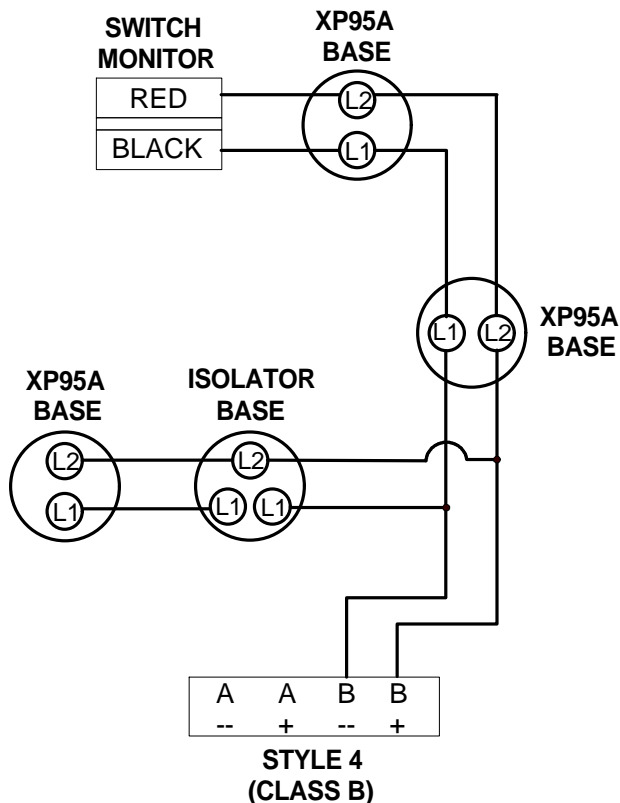 SWITCH
MONITOR
XP95A
BASE
RED
L2
BLACK
L1
L1
L2
XP95A
BASE
XP95A
BASE
ISOLATOR
BASE
L2
L2
L1
L1
L1
A A B B
-- + -- +
STYLE 4
(CLASS B)